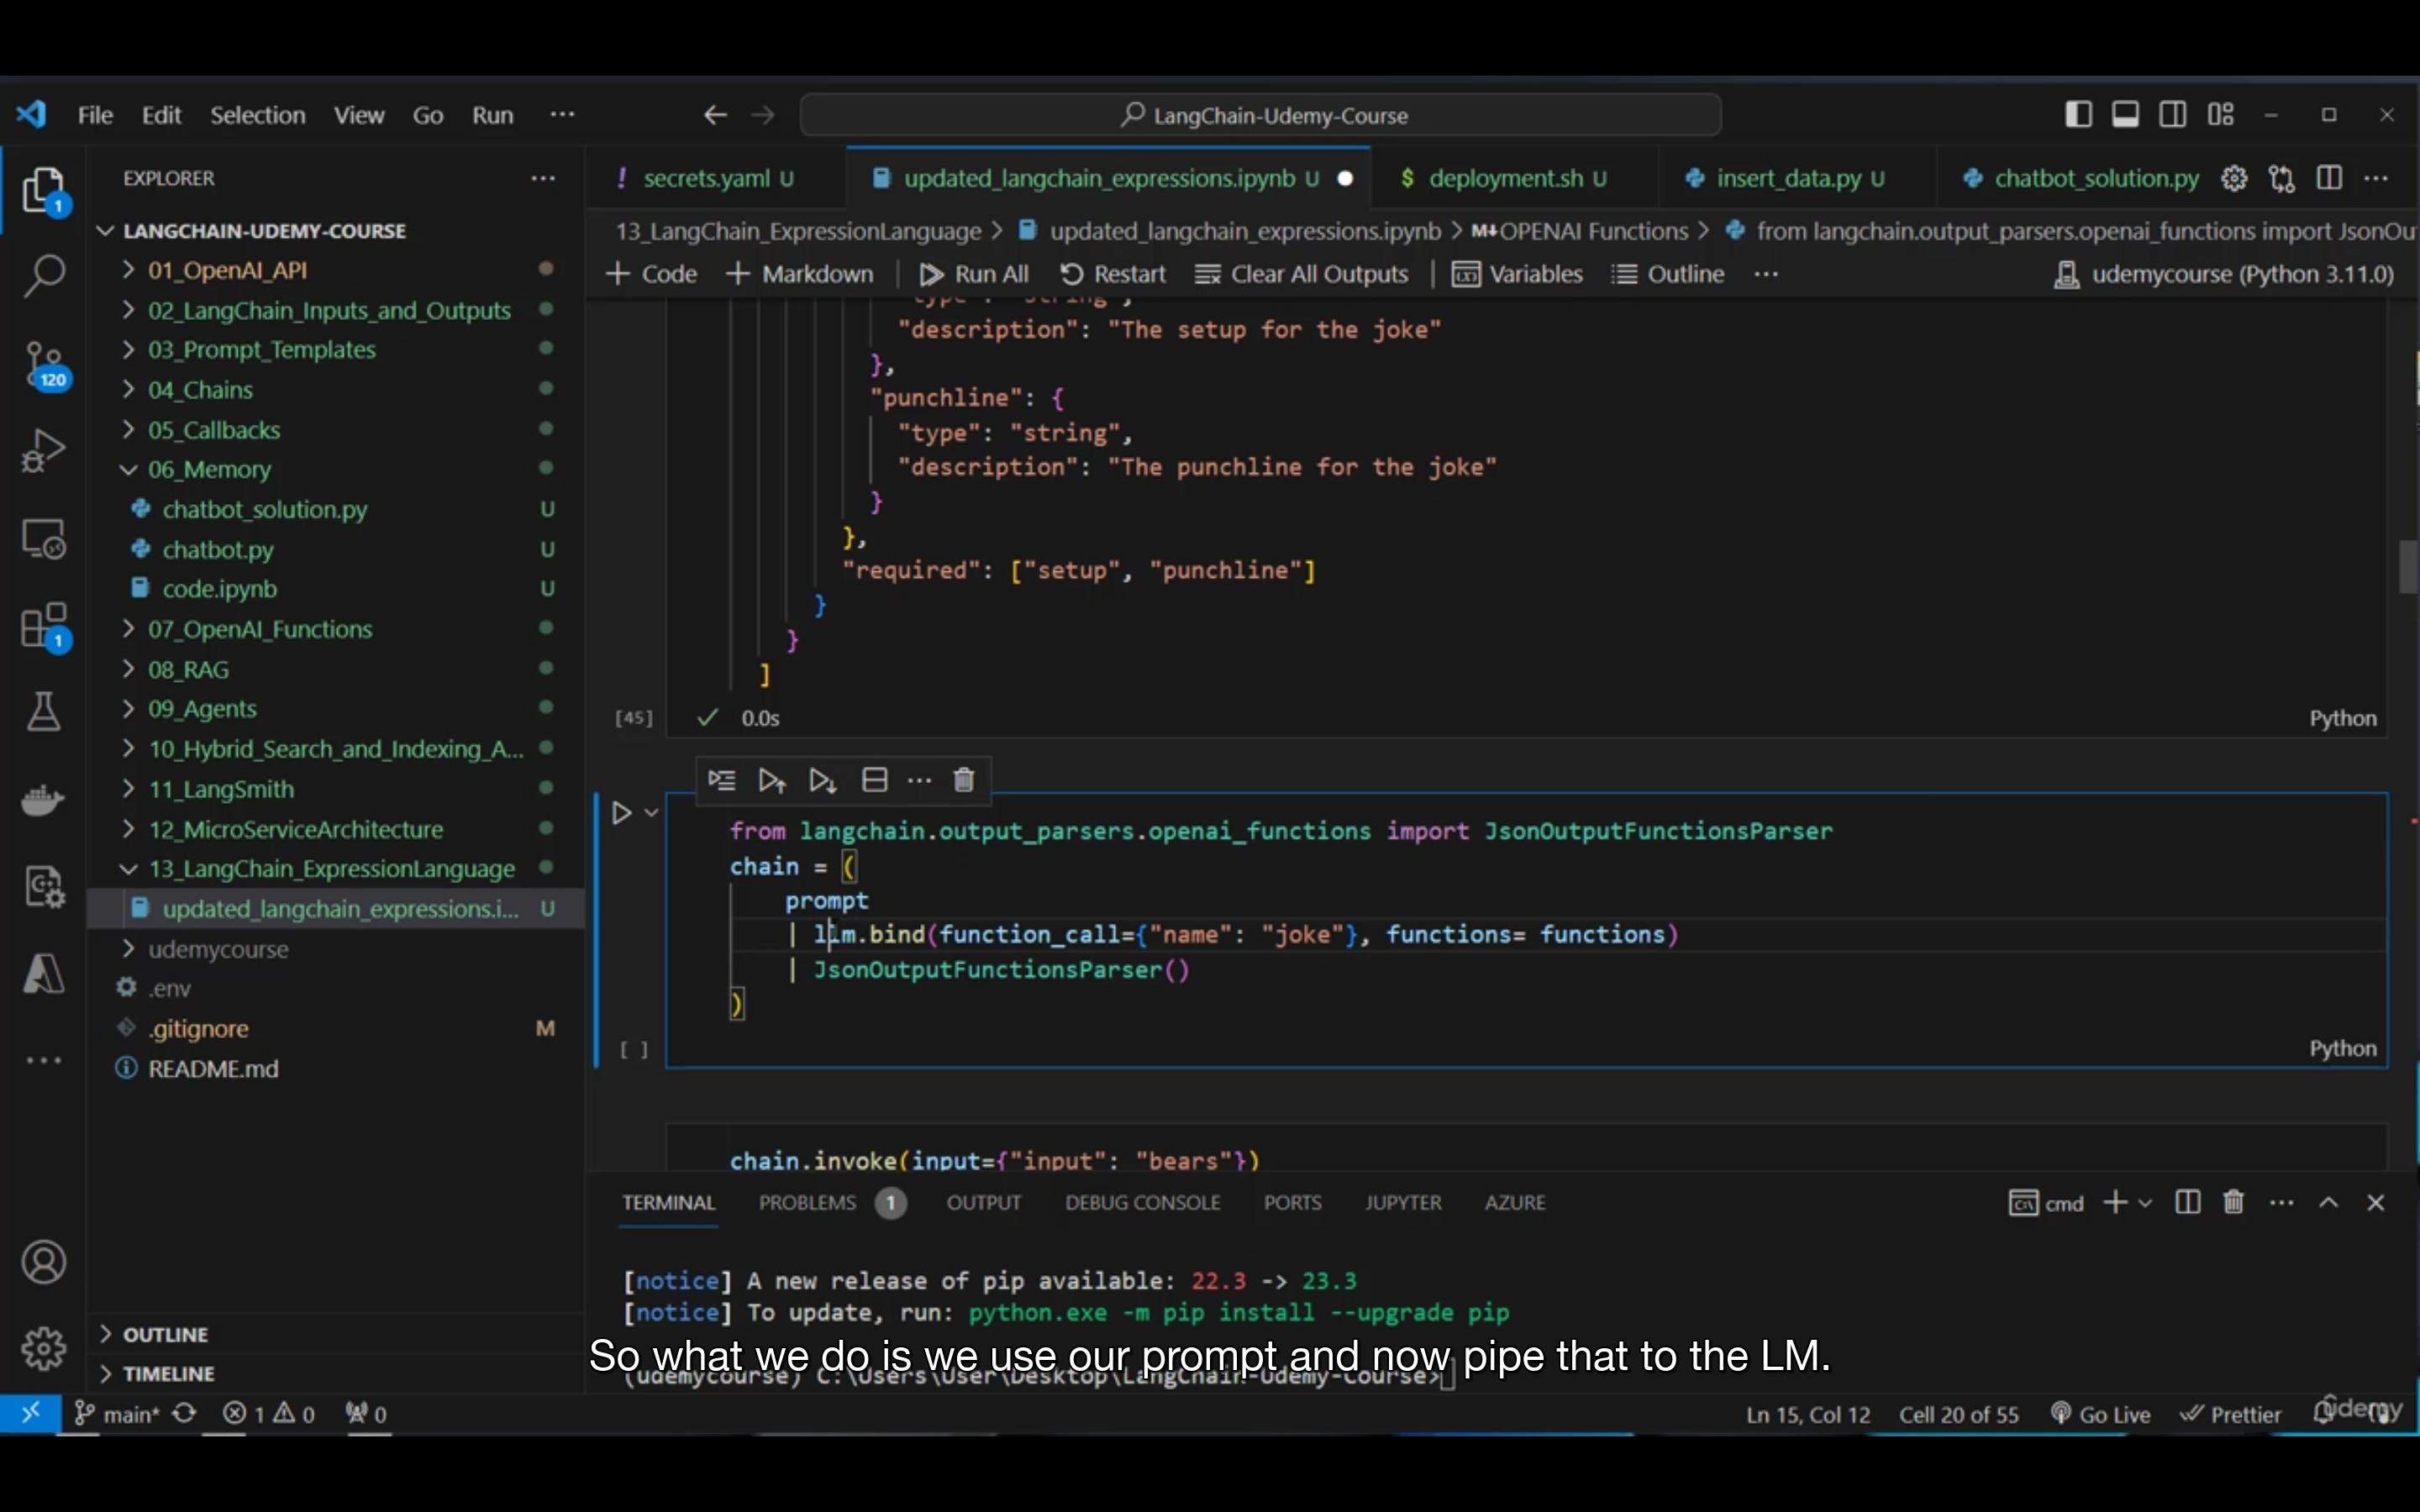 File Edit Selection View Go Run ··· LangChain-Udemy-Course
EXPLORER
LANGCHAIN-UDEMY-COURSE
01_OpenAI_API
02_LangChain_Inputs_and_Outputs
03_Prompt_Templates
04_Chains
05_Callbacks
06_Memory
chatbot_solution.py U
chatbot.py U
code.ipynb U
07_OpenAI_Functions
08_RAG
09_Agents
10_Hybrid_Search_and_Indexing_A...
11_LangSmith
12_MicroServiceArchitecture
13_LangChain_ExpressionLanguage
updated_langchain_expressions.i... U
udemycourse
.env
.gitignore M
README.md
OUTLINE
TIMELINE
1
120
1
! secrets.yaml U updated_langchain_expressions.ipynb U $ deployment.sh U insert_data.py U chatbot_solution.py
13_LangChain_ExpressionLanguage > updated_langchain_expressions.ipynb > M↓OPENAI Functions > from langchain.output_parsers.openai_functions import JsonOu
+ Code + Markdown Run All Restart Clear All Outputs Variables Outline ··· udemycourse (Python 3.11.0)
"type": "string",
"description": "The setup for the joke"
},
"punchline": {
"type": "string",
"description": "The punchline for the joke"
}
},
"required": ["setup", "punchline"]
}
}
]
[45] ✓ 0.0s Python
from langchain.output_parsers.openai_functions import JsonOutputFunctionsParser
chain = (
prompt
| llm.bind(function_call={"name": "joke"}, functions= functions)
| JsonOutputFunctionsParser()
)
[ ] Python
chain.invoke(input={"input": "bears"})
TERMINAL PROBLEMS 1 OUTPUT DEBUG CONSOLE PORTS JUPYTER AZURE cmd
[notice] A new release of pip available: 22.3 -> 23.3
[notice] To update, run: python.exe -m pip install --upgrade pip
So what we do is we use our prompt and now pipe that to the LM.
(udemycourse) C:\Users\User\Desktop\LangChain-Udemy-Course>
main* 1 0 0 Ln 15, Col 12 Cell 20 of 55 Go Live Prettier udemy